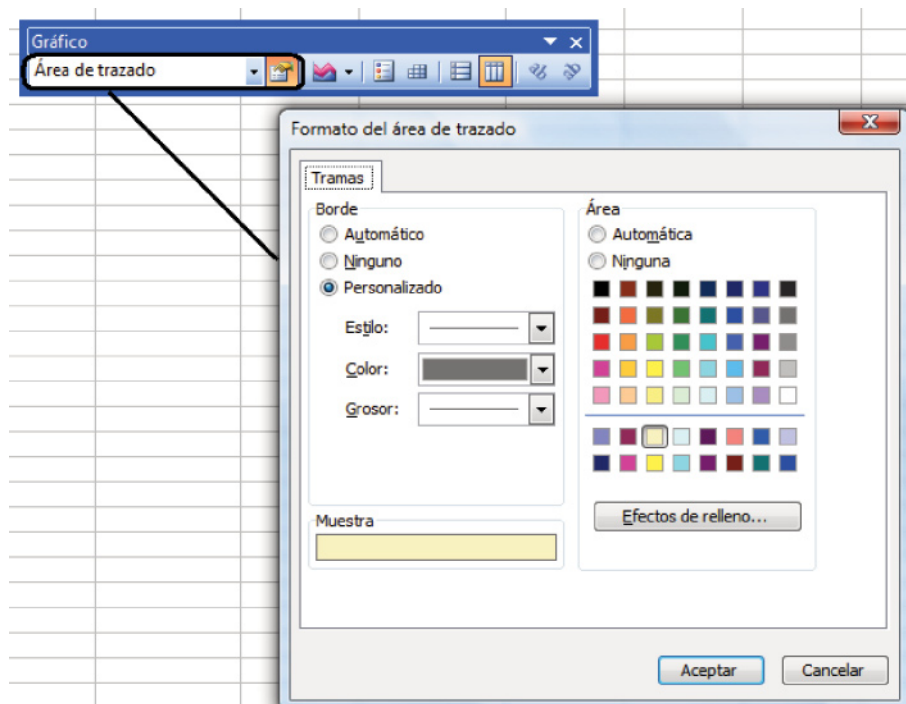 Gráfico
Área de trazado
Formato del área de trazado
Tramas
Borde
Automático
Ninguno
Personalizado
Estilo:
Color:
Grosor:
Muestra
Área
Automática
Ninguna
Efectos de relleno...
Aceptar
Cancelar